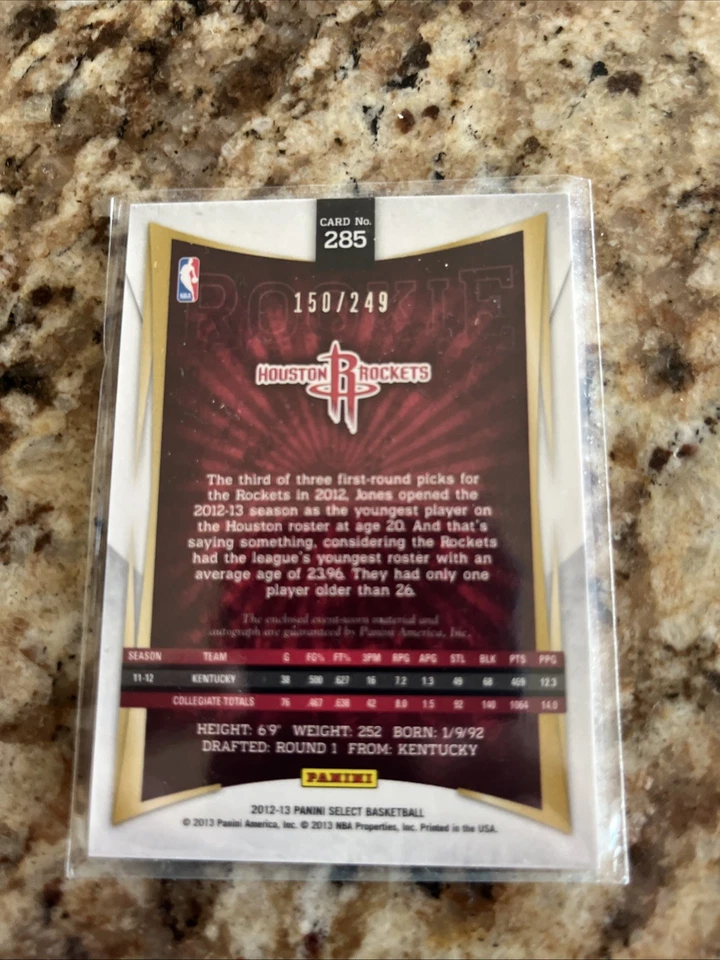 CARD No.
285
NBA
ROOKIE
150/249
HOUSTON ROCKETS
The third of three first-round picks for
the Rockets in 2012, Jones opened the
2012-13 season as the youngest player on
the Houston roster at age 20. And that's
saying something, considering the Rockets
had the league's youngest roster with an
average age of 23.96. They had only one
player older than 26.
The enclosed event-worn material and
autograph are guaranteed by Panini America, Inc.
SEASON TEAM G FG% FT% 3PM RPG APG STL BLK PTS PPG
11-12 KENTUCKY 38 .500 .627 16 7.2 1.3 49 68 469 12.3
COLLEGIATE TOTALS 76 .467 .638 42 8.0 1.5 92 140 1064 14.0
HEIGHT: 6'9" WEIGHT: 252 BORN: 1/9/92
DRAFTED: ROUND 1 FROM: KENTUCKY
PANINI
2012-13 PANINI SELECT BASKETBALL
© 2013 Panini America, Inc. © 2013 NBA Properties, Inc. Printed in the USA.